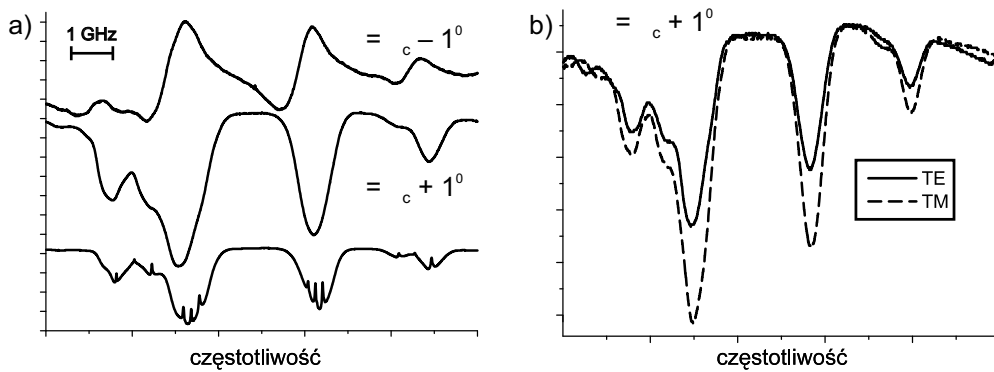 a)
1 GHz
= c – 1⁰
= c + 1⁰
częstotliwość
b)
= c + 1⁰
TE
TM
częstotliwość